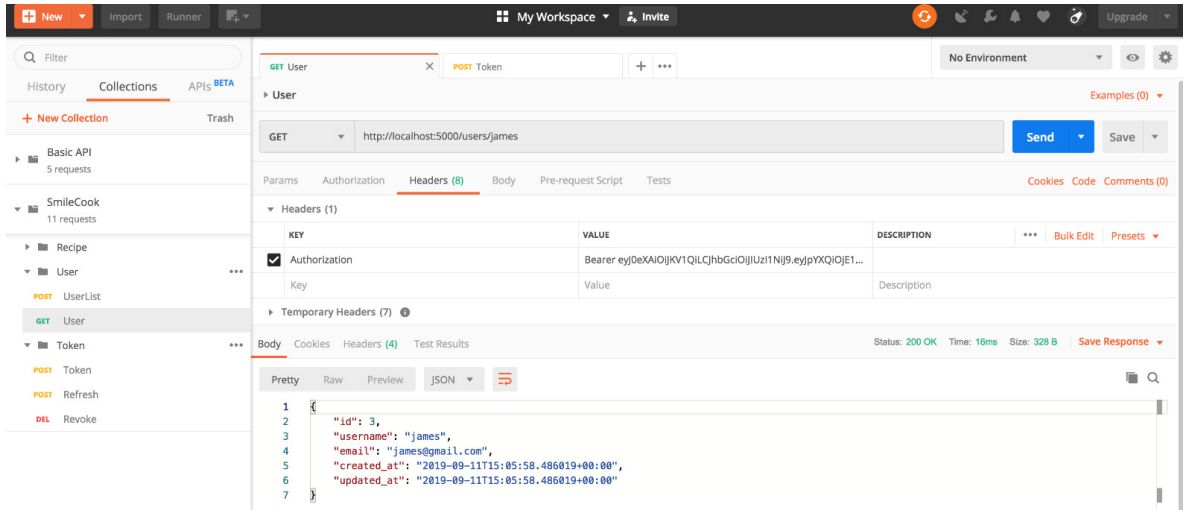 New Import Runner My Workspace Invite Upgrade
Filter
History Collections APIs BETA
+ New Collection Trash
Basic API
5 requests
SmileCook
11 requests
Recipe
User
POST UserList
GET User
Token
POST Token
POST Refresh
DEL Revoke
GET User POST Token No Environment
User Examples (0)
GET http://localhost:5000/users/james Send Save
Params Authorization Headers (8) Body Pre-request Script Tests Cookies Code Comments (0)
Headers (1)
KEY VALUE DESCRIPTION Bulk Edit Presets
Authorization Bearer eyJ0eXAiOiJKV1QiLCJhbGciOiJIUzI1NiJ9.eyJpYXQiOjE1...
Key Value Description
Temporary Headers (7)
Body Cookies Headers (4) Test Results Status: 200 OK Time: 16ms Size: 328 B Save Response
Pretty Raw Preview JSON
1 {
2 "id": 3,
3 "username": "james",
4 "email": "james@gmail.com",
5 "created_at": "2019-09-11T15:05:58.486019+00:00",
6 "updated_at": "2019-09-11T15:05:58.486019+00:00"
7 }